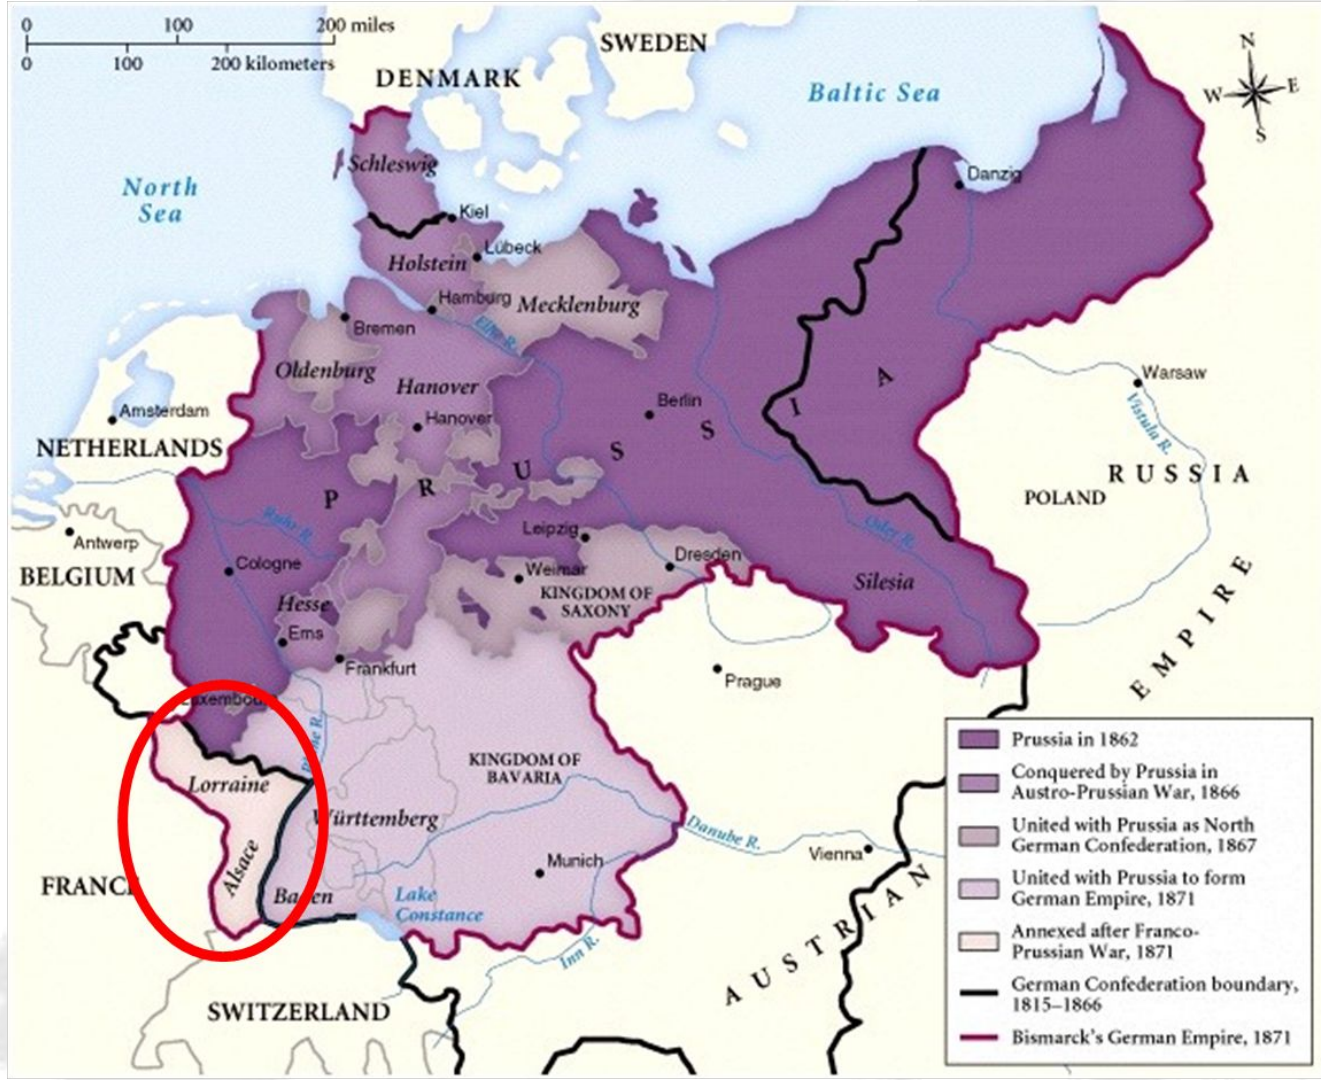 0 100 200 miles
0 100 200 kilometers
SWEDEN
DENMARK
Baltic Sea
N
W E
S
North
Sea
Schleswig
Danzig
Kiel
Lübeck
Holstein
Hamburg
Mecklenburg
Bremen
Elbe R.
Oldenburg
Hanover
Warsaw
Amsterdam
Berlin
Hanover
Vistula R.
NETHERLANDS
PRUSSIA
RUSSIA
POLAND
Ruhr R.
Leipzig
Oder R.
Antwerp
Cologne
Dresden
BELGIUM
Weimar
KINGDOM OF
SAXONY
Silesia
Hesse
Ems
EMPIRE
Frankfurt
Prague
Luxembourg
Rhine R.
KINGDOM OF
BAVARIA
Lorraine
Württemberg
Danube R.
Vienna
Alsace
Munich
FRANCE
Baden
Lake
Constance
Inn R.
AUSTRIAN
SWITZERLAND
Prussia in 1862
Conquered by Prussia in
Austro-Prussian War, 1866
United with Prussia as North
German Confederation, 1867
United with Prussia to form
German Empire, 1871
Annexed after Franco-
Prussian War, 1871
German Confederation boundary,
1815–1866
Bismarck's German Empire, 1871